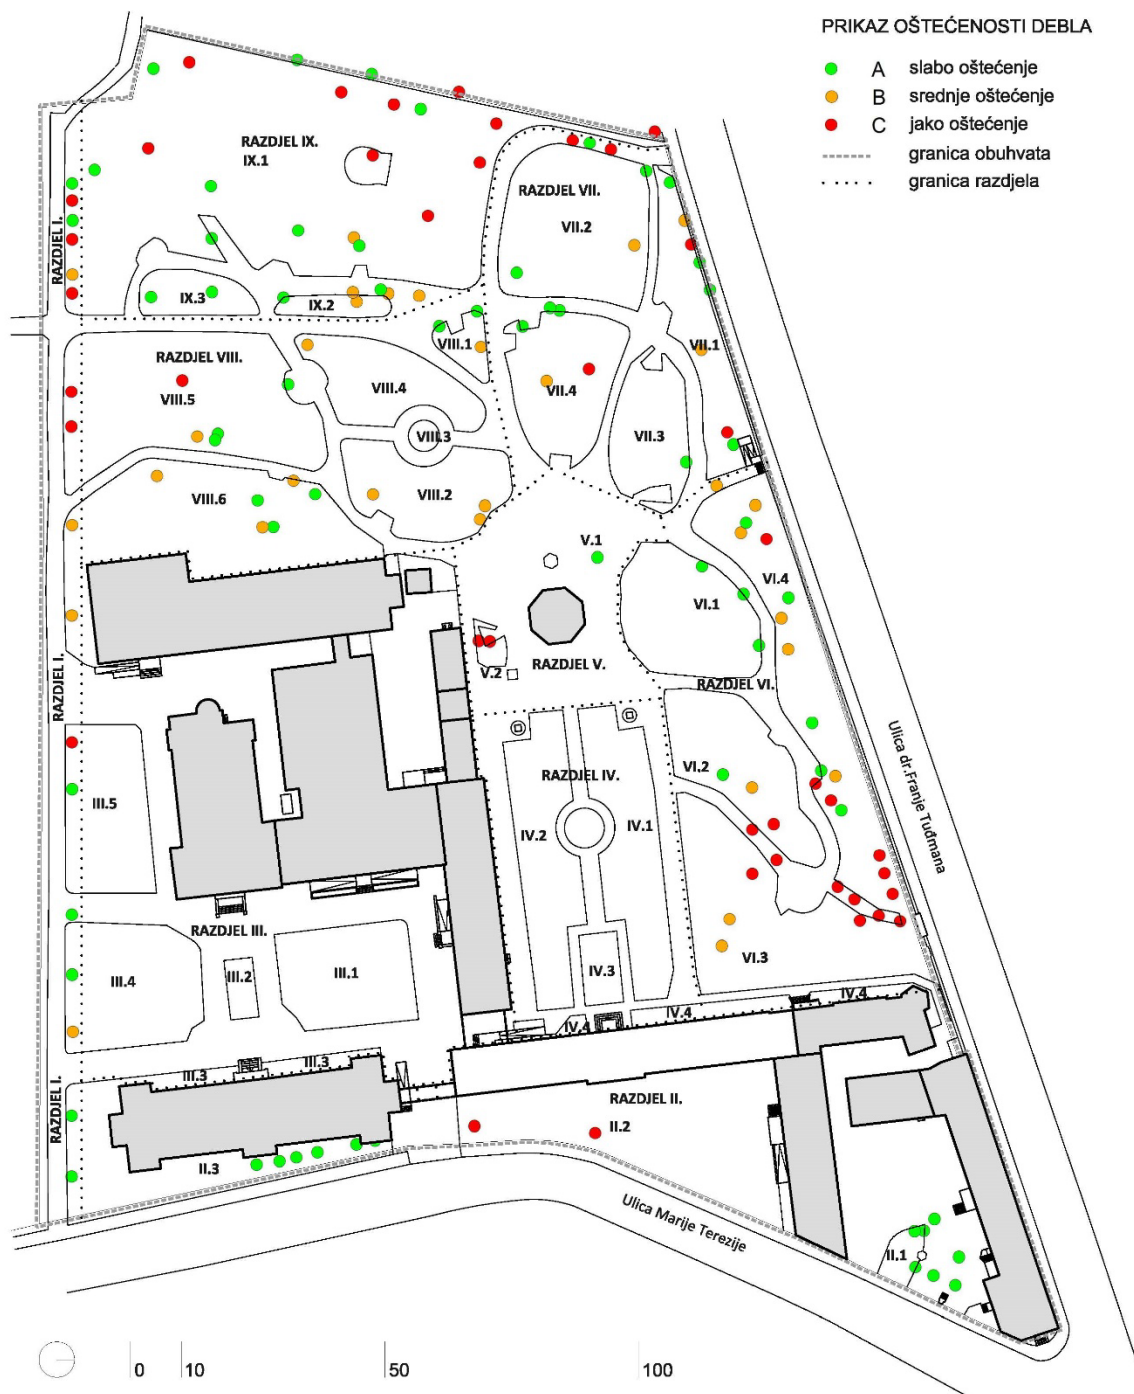 PRIKAZ OŠTEĆENOSTI DEBLA
A slabo oštećenje
B srednje oštećenje
C jako oštećenje
granica obuhvata
granica razdjela
RAZDJEL IX.
IX.1
RAZDJEL VII.
VII.2
RAZDJEL I.
IX.3
IX.2
VIII.1
VII.1
RAZDJEL VIII.
VIII.4
VIII.5
VII.4
VIII.3
VII.3
VIII.6
VIII.2
V.1
VI.4
VI.1
RAZDJEL V.
V.2
RAZDJEL I.
RAZDJEL VI.
Ulica dr.Franje Tuđmana
VI.2
RAZDJEL IV.
III.5
IV.2
IV.1
RAZDJEL III.
VI.3
III.4
III.2
III.1
IV.3
IV.4
IV.4
IV.4
III.3
III.3
RAZDJEL I.
RAZDJEL II.
II.2
II.3
Ulica Marije Terezije
II.1
0 10 50 100